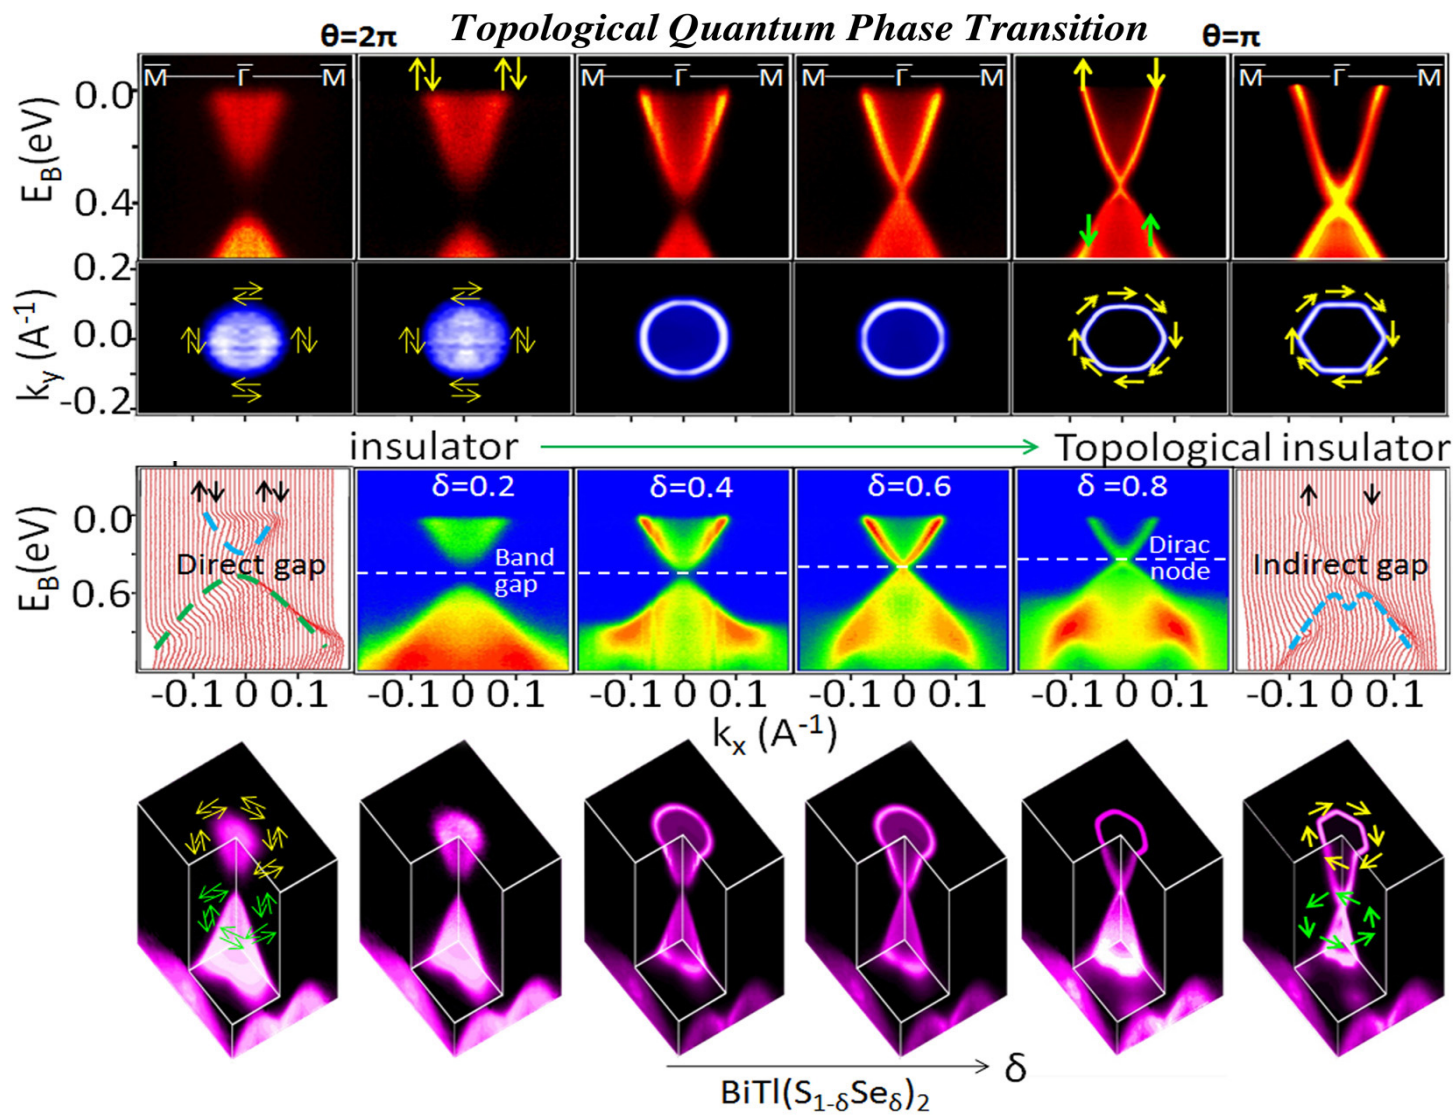 Topological Quantum Phase Transition
θ=2π
θ=π
M̅ Γ̅ M̅
M̅ Γ̅ M̅
M̅ Γ̅ M̅
M̅ Γ̅ M̅
M̅ Γ̅ M̅
E_B(eV)
0.0
0.4
k_y (A⁻¹)
0.2
0.0
-0.2
insulator
Topological insulator
E_B(eV)
0.0
0.6
Direct gap
δ=0.2
Band
gap
δ=0.4
δ=0.6
δ =0.8
Dirac
node
Indirect gap
-0.1 0 0.1 -0.1 0 0.1 -0.1 0 0.1 -0.1 0 0.1 -0.1 0 0.1 -0.1 0 0.1
k_x (A⁻¹)
δ
BiTl(S₁₋δSeδ)₂